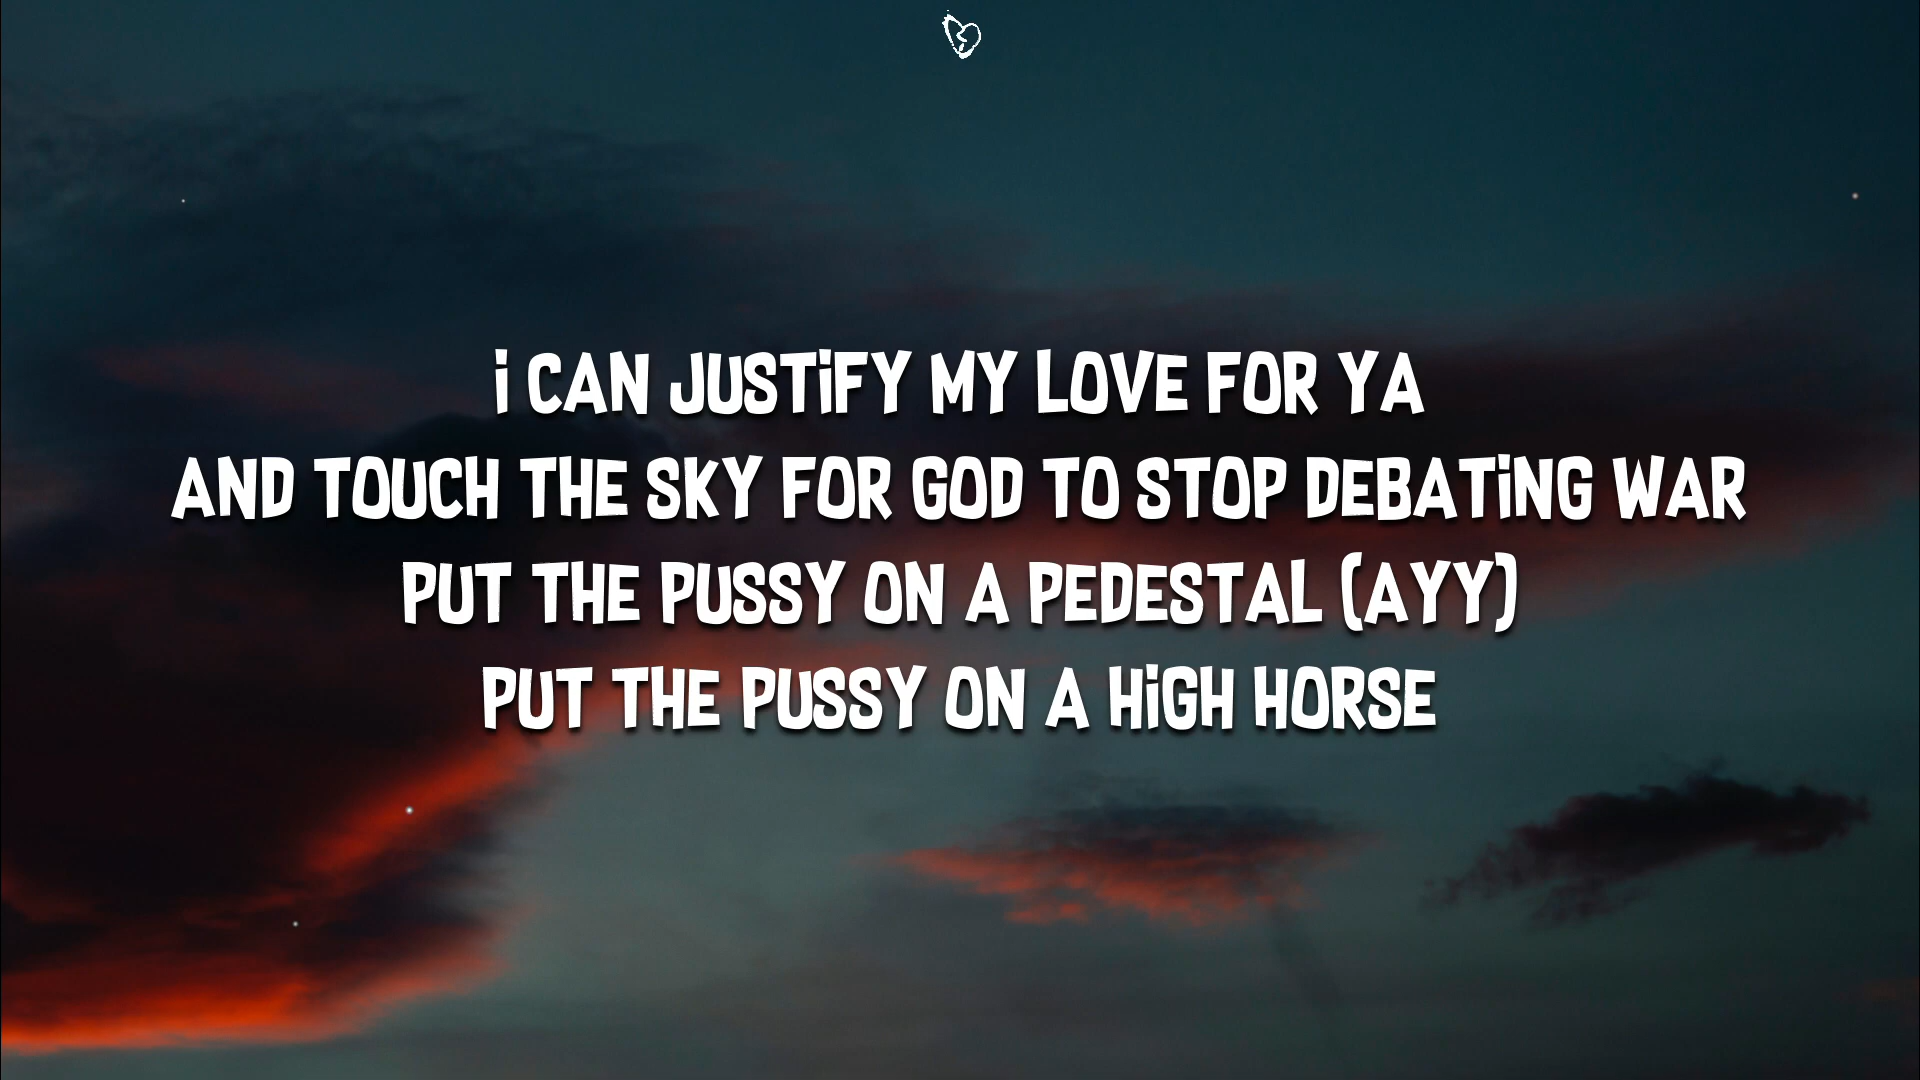 I CAN JUSTIFY MY LOVE FOR YA
AND TOUCH THE SKY FOR GOD TO STOP DEBATING WAR
PUT THE PUSSY ON A PEDESTAL (AYY)
PUT THE PUSSY ON A HIGH HORSE